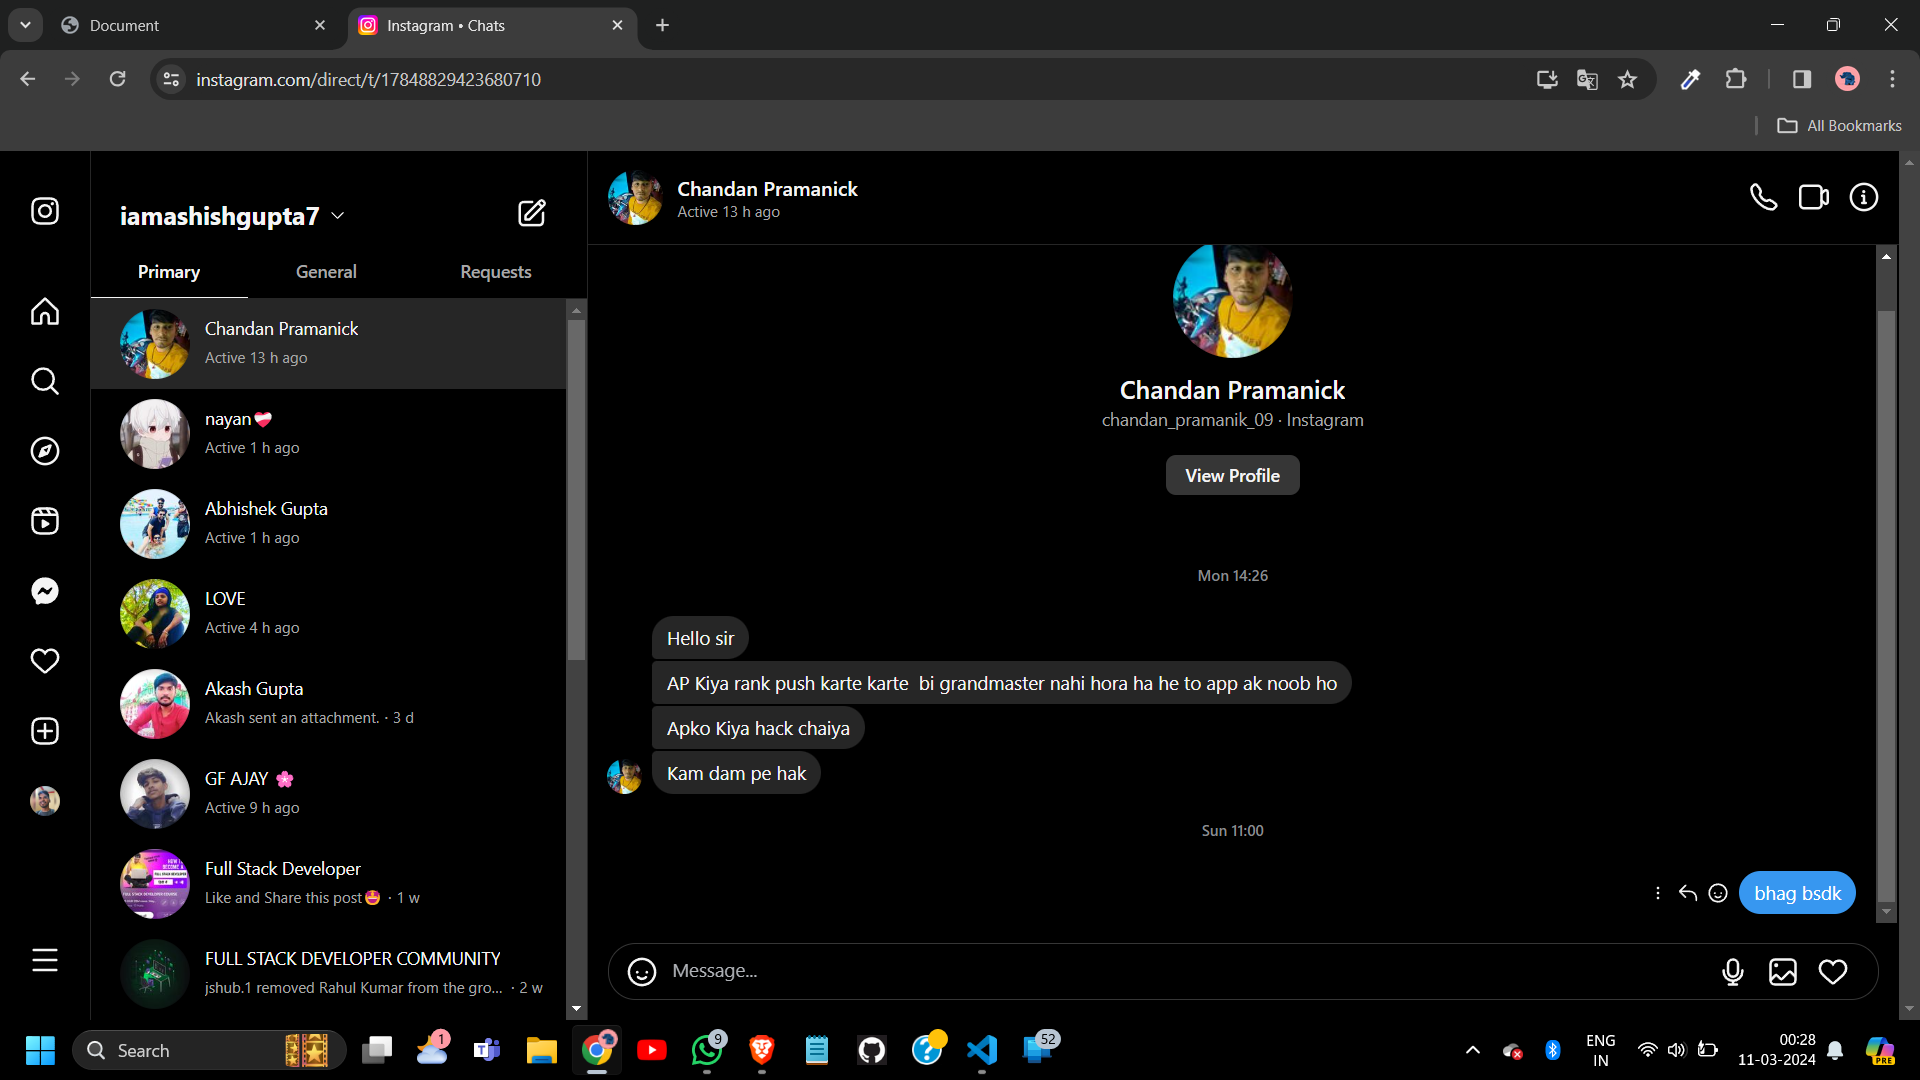 Document
Instagram • Chats
instagram.com/direct/t/17848829423680710
All Bookmarks
iamashishgupta7
Primary
General
Requests
Chandan Pramanick
Active 13 h ago
nayan❤️‍🩹
Active 1 h ago
Abhishek Gupta
Active 1 h ago
LOVE
Active 4 h ago
Akash Gupta
Akash sent an attachment. · 3 d
GF AJAY 🌸
Active 9 h ago
Full Stack Developer
Like and Share this post🤩 · 1 w
FULL STACK DEVELOPER COMMUNITY
jshub.1 removed Rahul Kumar from the gro... · 2 w
Chandan Pramanick
Active 13 h ago
Chandan Pramanick
chandan_pramanik_09 · Instagram
View Profile
Mon 14:26
Hello sir
AP Kiya rank push karte karte  bi grandmaster nahi hora ha he to app ak noob ho
Apko Kiya hack chaiya
Kam dam pe hak
Sun 11:00
bhag bsdk
Message...
Search
1
9
52
ENG
IN
00:28
11-03-2024
PRE